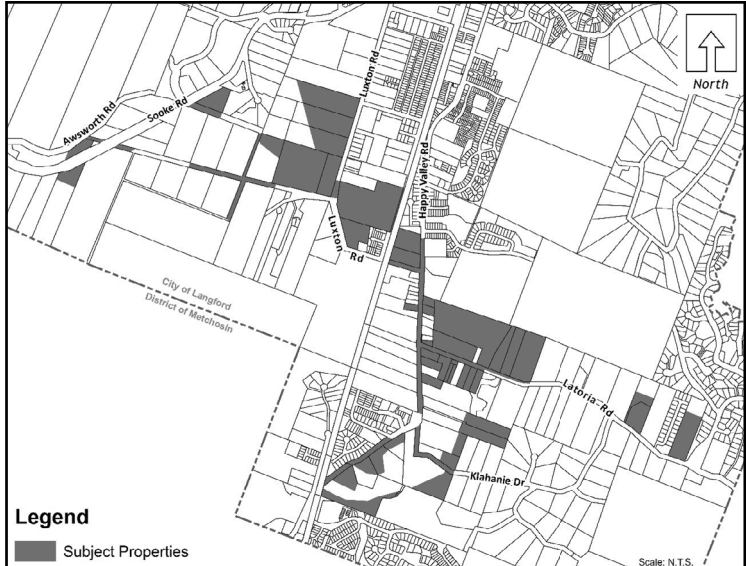 North
Luxton Rd
Awsworth Rd
Sooke Rd
Happy Valley Rd
Luxton
Rd
City of Langford
District of Metchosin
Latoria Rd
Klahanie Dr
Legend
Subject Properties
Scale: N.T.S.